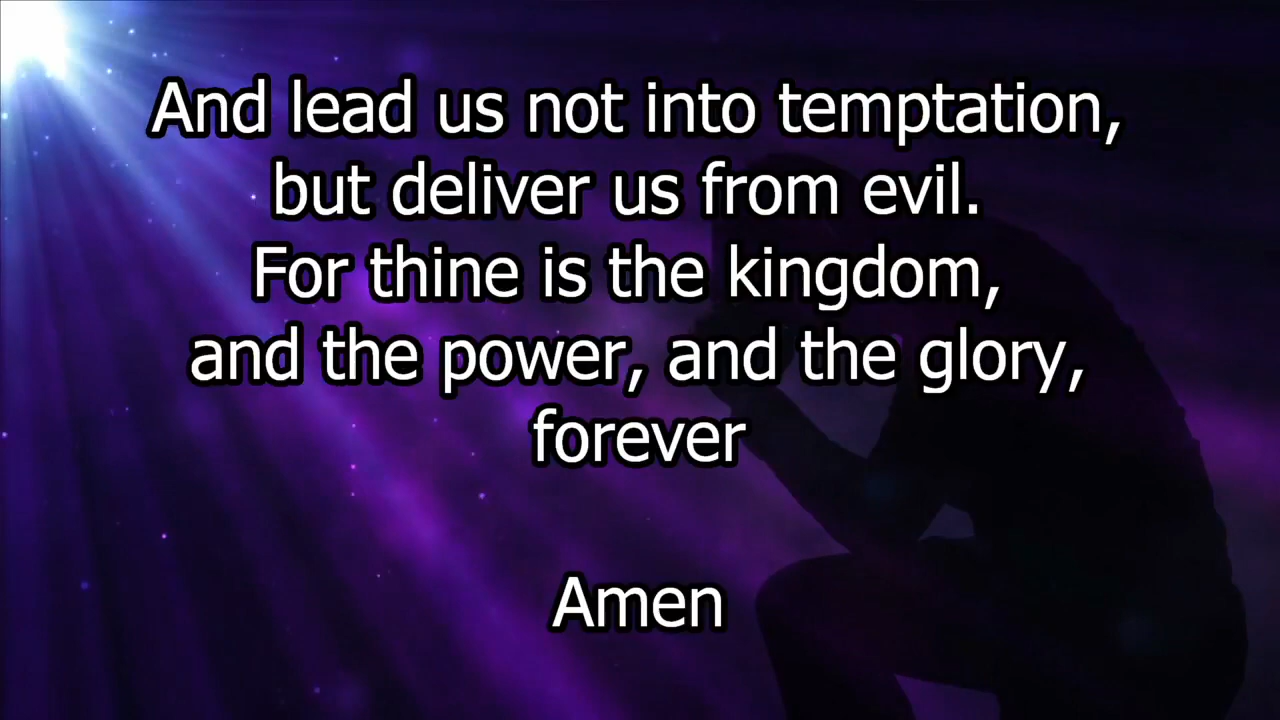 And lead us not into temptation,
but deliver us from evil.
For thine is the kingdom,
and the power, and the glory,
forever
Amen